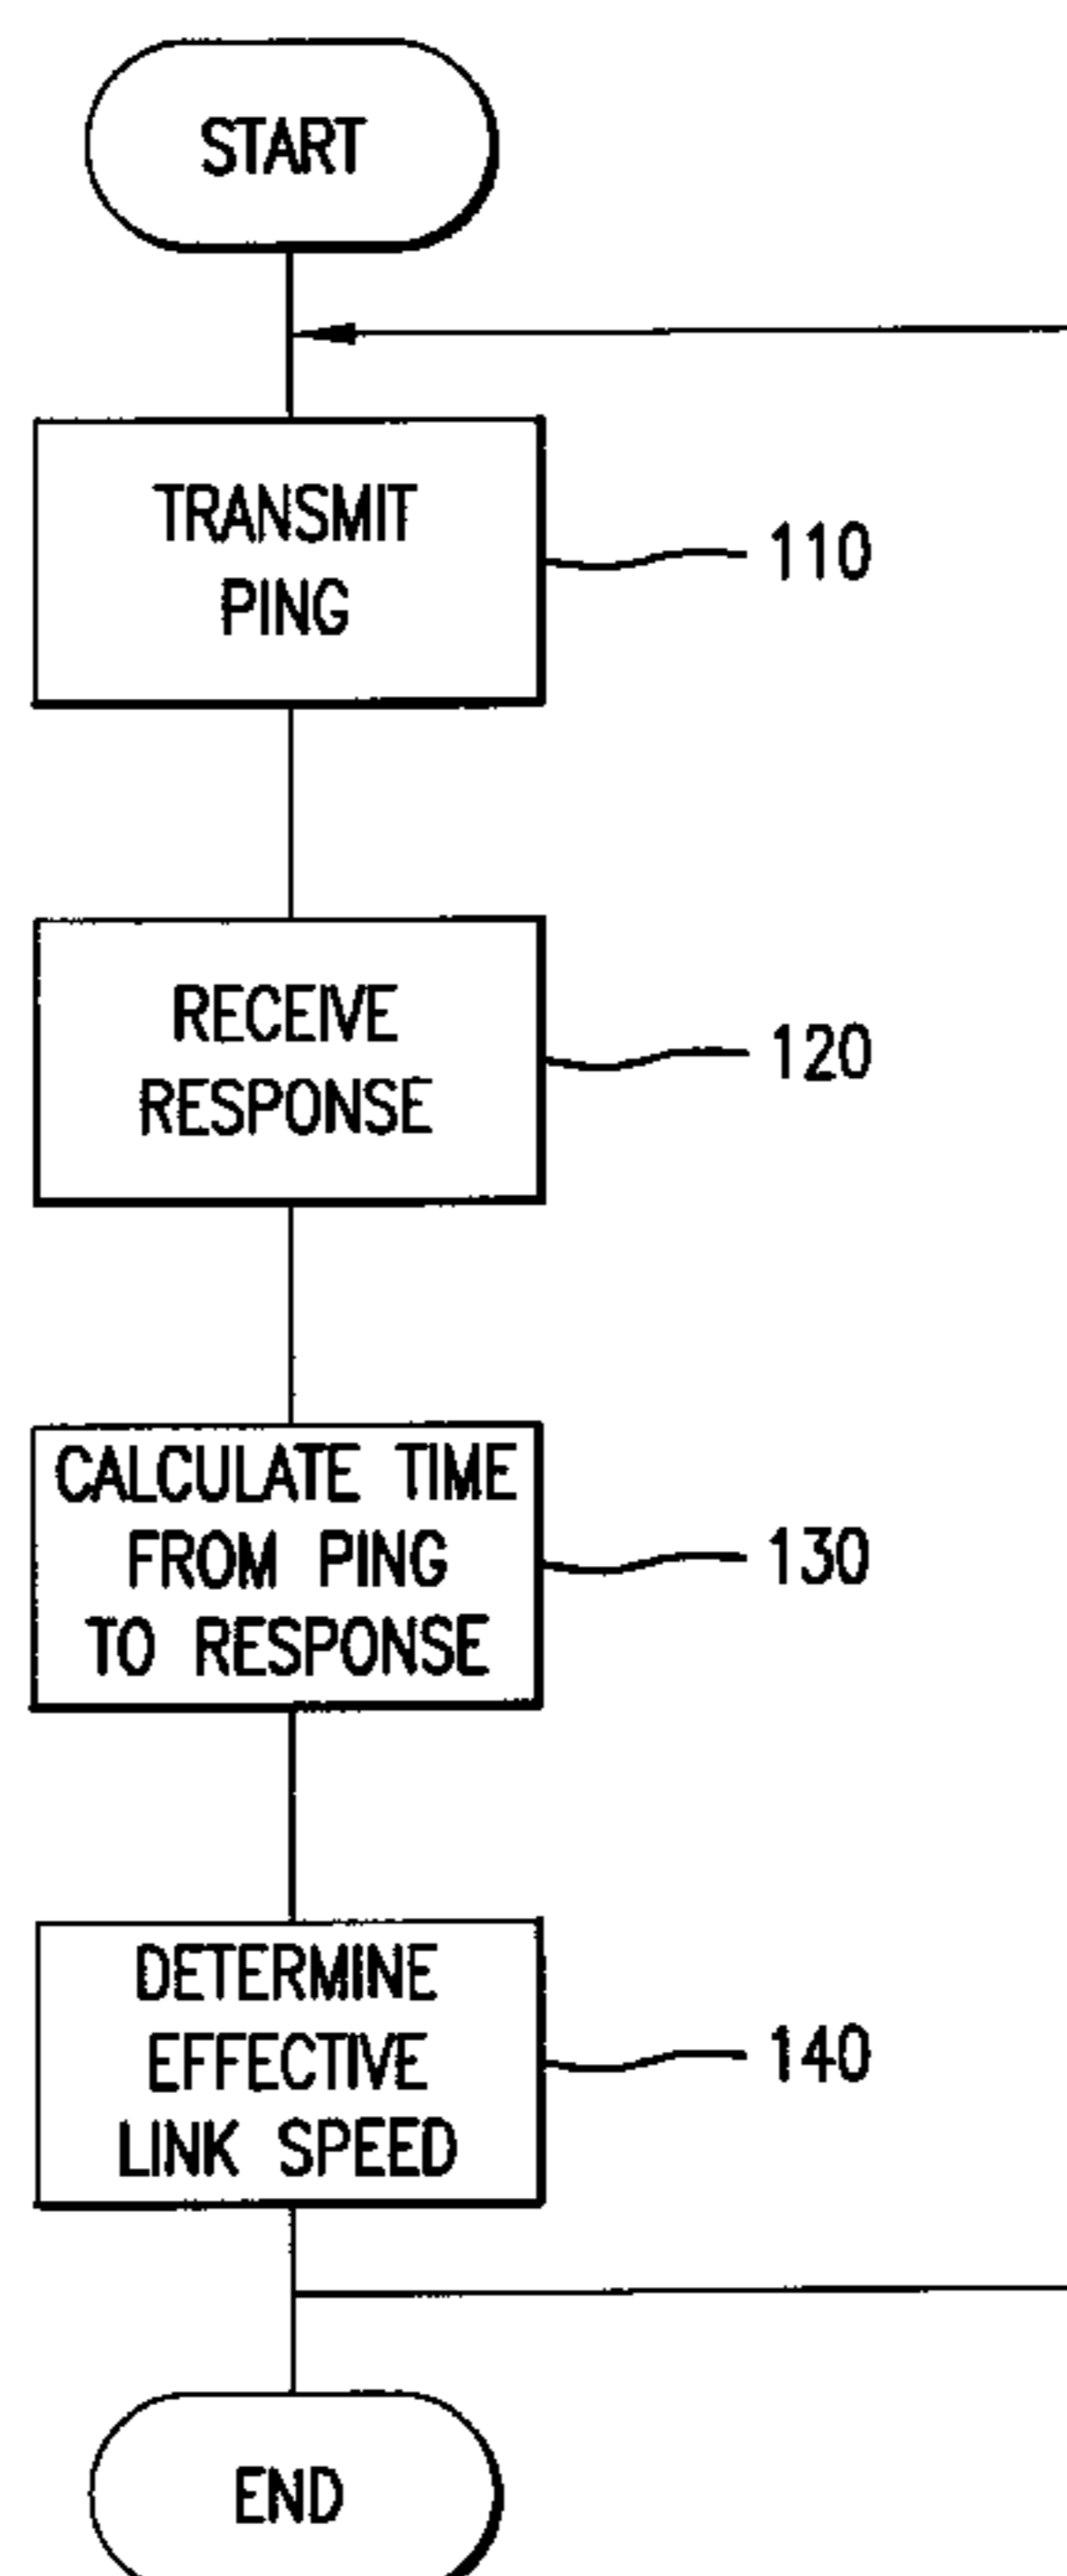 START
TRANSMIT
PING
110
RECEIVE
RESPONSE
120
CALCULATE TIME
FROM PING
TO RESPONSE
130
DETERMINE
EFFECTIVE
LINK SPEED
140
END